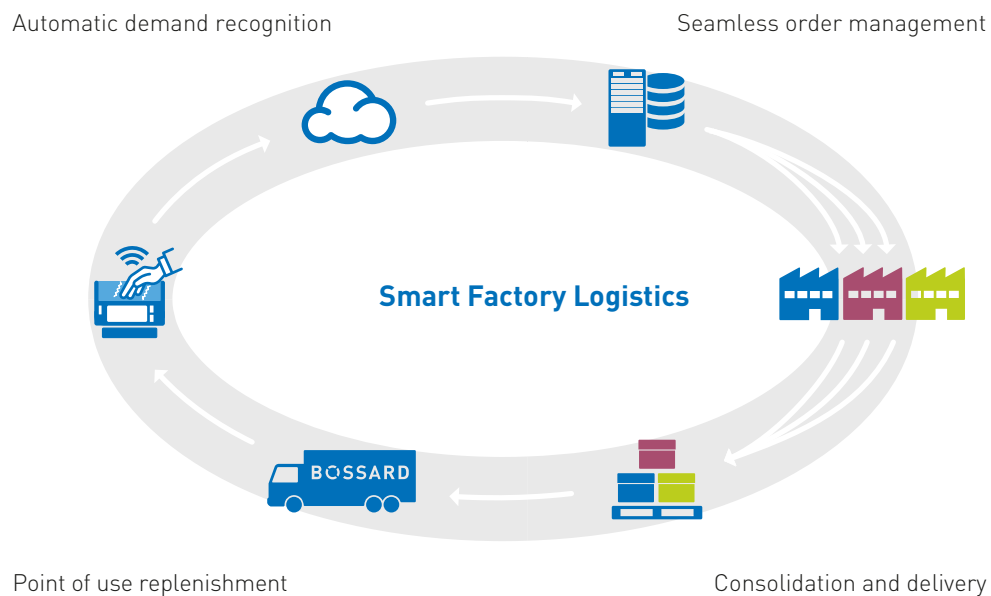 Automatic demand recognition
Seamless order management
Smart Factory Logistics
BOSSARD
Point of use replenishment
Consolidation and delivery